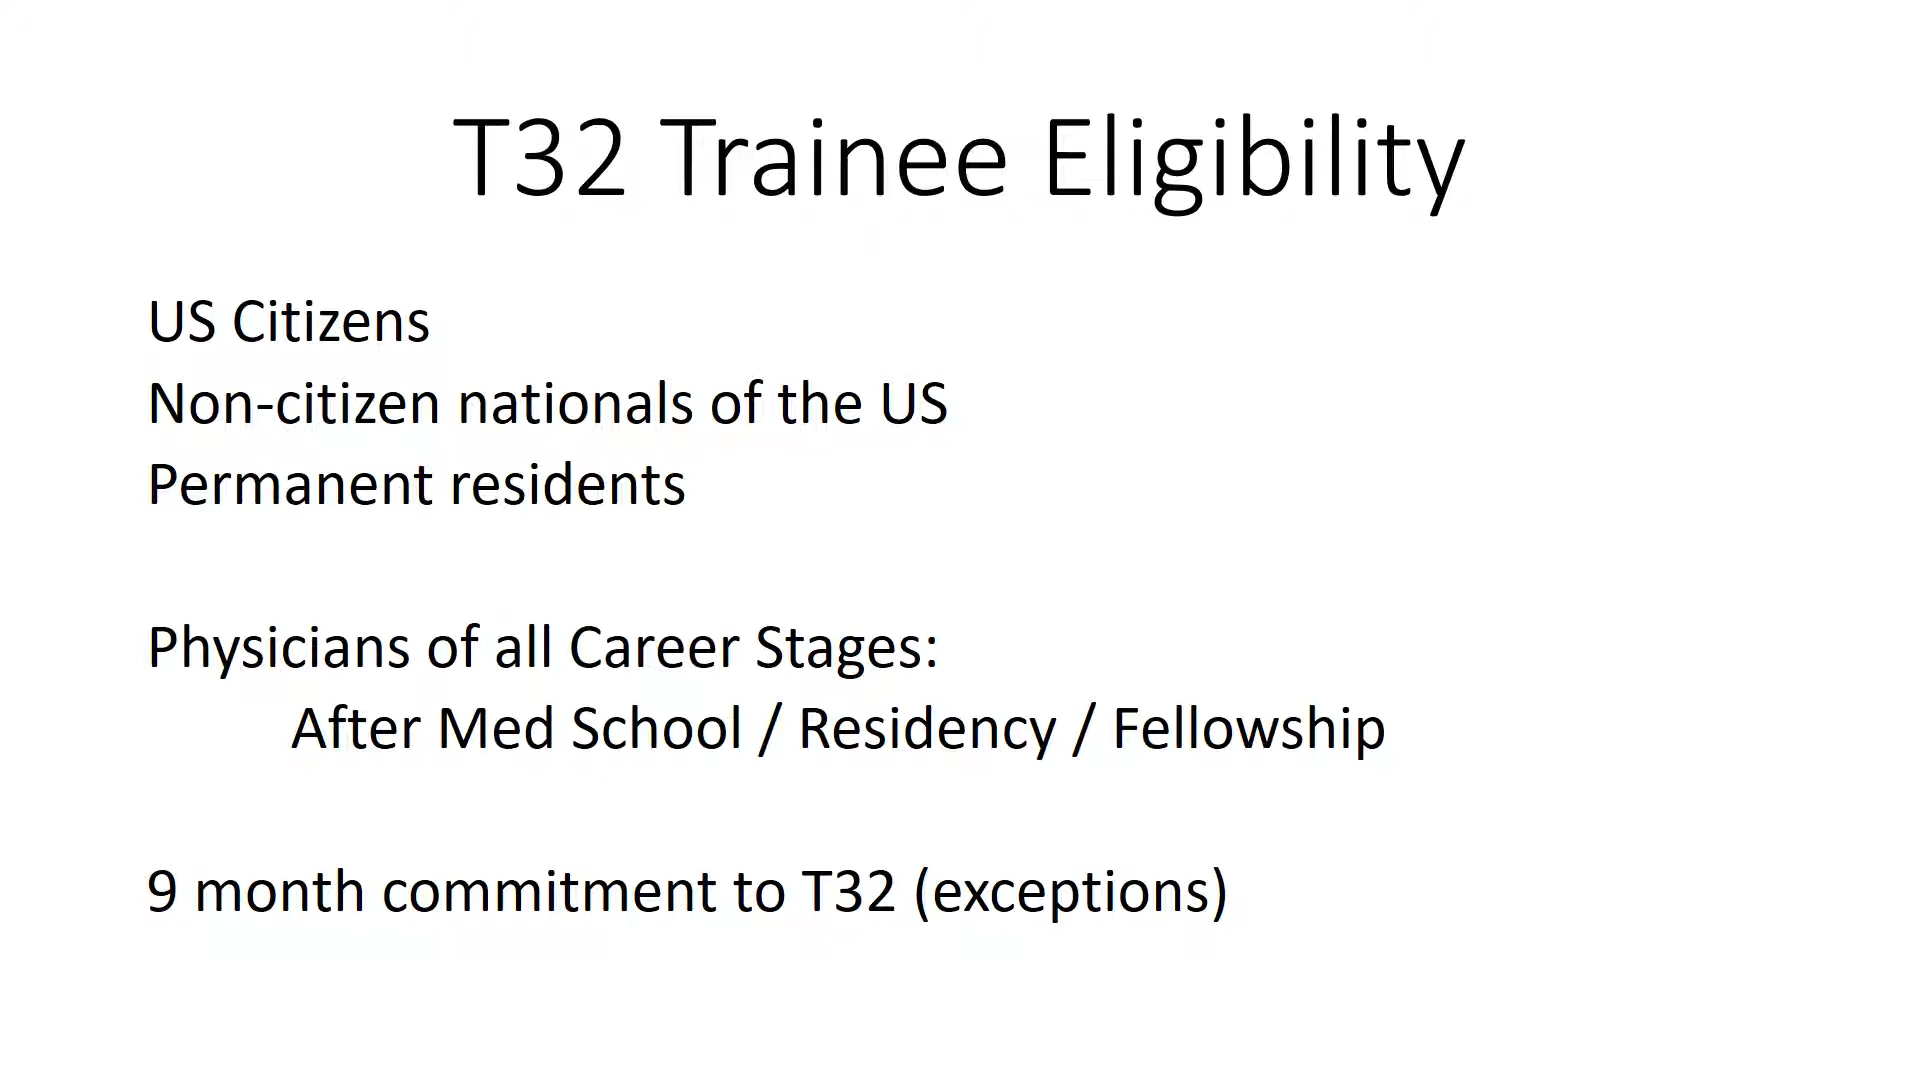 T32 Trainee Eligibility
US Citizens
Non-citizen nationals of the US
Permanent residents
Physicians of all Career Stages:
After Med School / Residency / Fellowship
9 month commitment to T32 (exceptions)